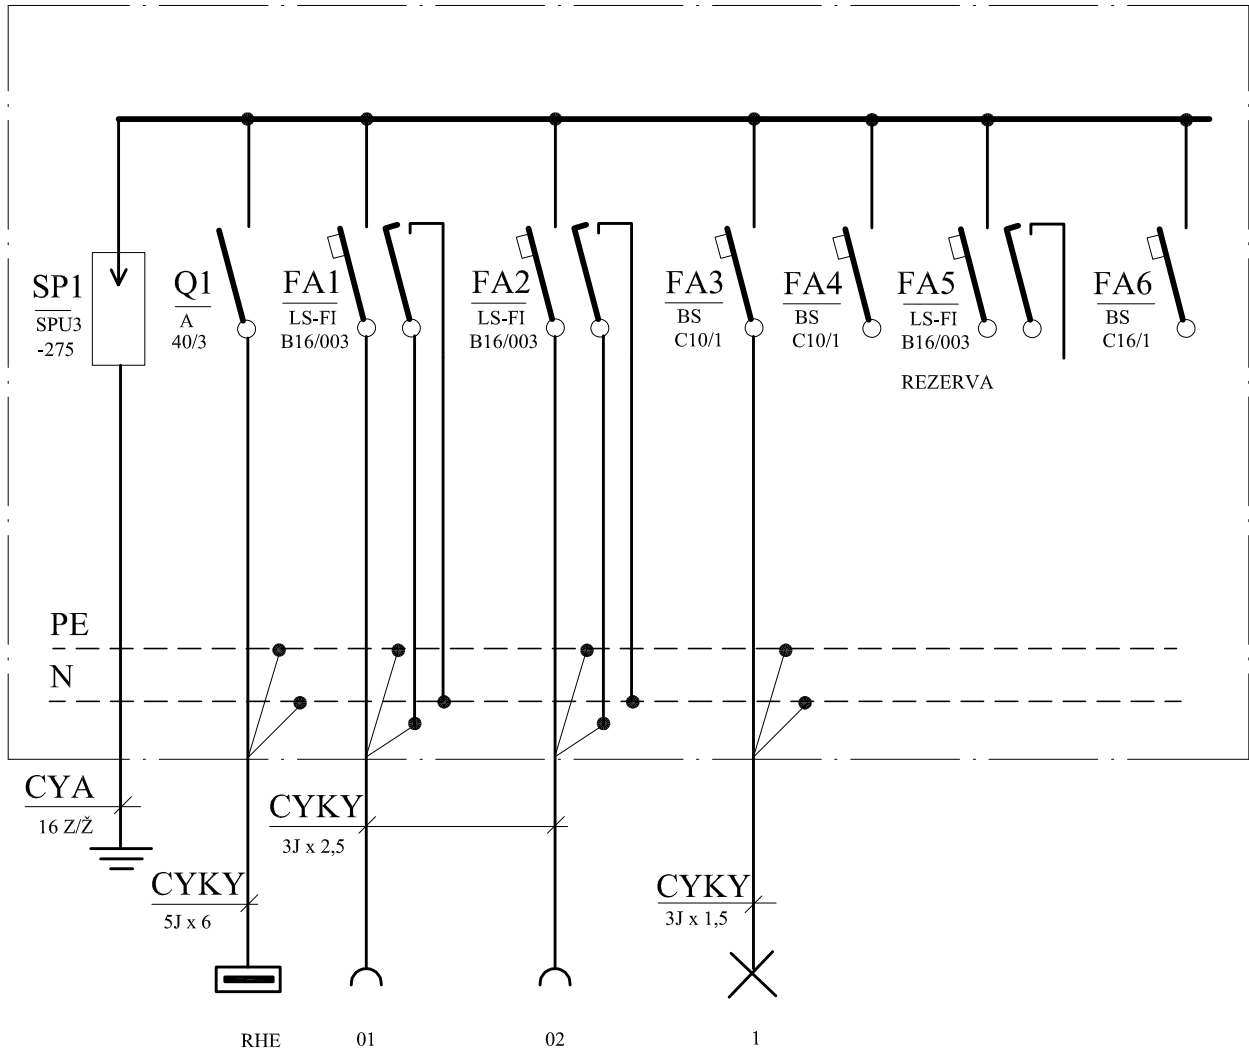 SP1
SPU3
-275
Q1
A
40/3
FA1
LS-FI
B16/003
FA2
LS-FI
B16/003
FA3
BS
C10/1
FA4
BS
C10/1
FA5
LS-FI
B16/003
REZERVA
FA6
BS
C16/1
PE
N
CYA
16 Z/Ž
CYKY
3J x 2,5
CYKY
5J x 6
CYKY
3J x 1,5
RHE
01
02
1